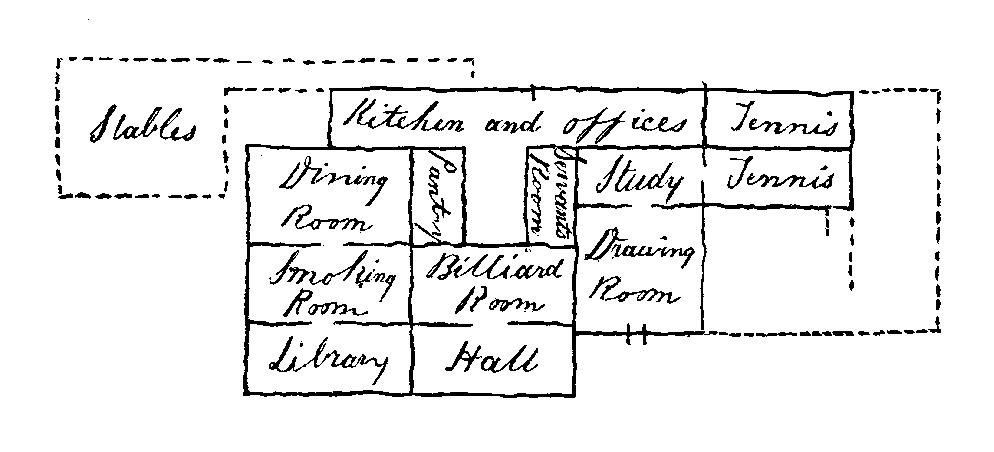 Stables
Kitchen and offices
Tennis
Dining
Room
Pantry
Servants
Room
Study
Tennis
Smoking
Room
Billiard
Room
Drawing
Room
Library
Hall